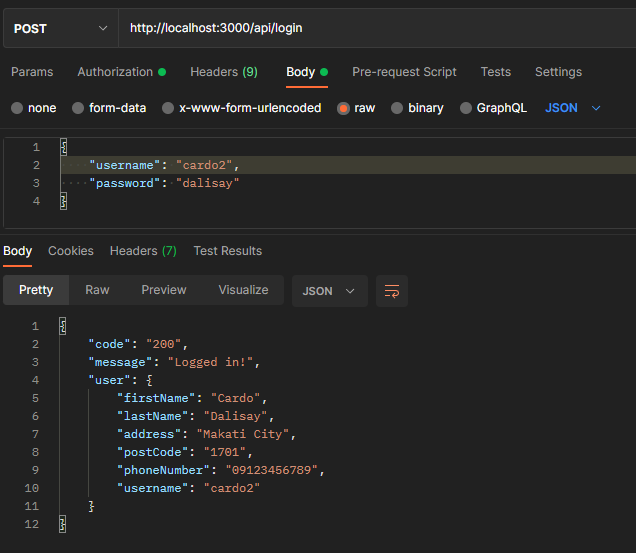 POST http://localhost:3000/api/login
Params Authorization Headers (9) Body Pre-request Script Tests Settings
none form-data x-www-form-urlencoded raw binary GraphQL JSON
1 {
2 "username": "cardo2",
3 "password": "dalisay"
4 }
Body Cookies Headers (7) Test Results
Pretty Raw Preview Visualize JSON
1 {
2 "code": "200",
3 "message": "Logged in!",
4 "user": {
5 "firstName": "Cardo",
6 "lastName": "Dalisay",
7 "address": "Makati City",
8 "postCode": "1701",
9 "phoneNumber": "09123456789",
10 "username": "cardo2"
11 }
12 }